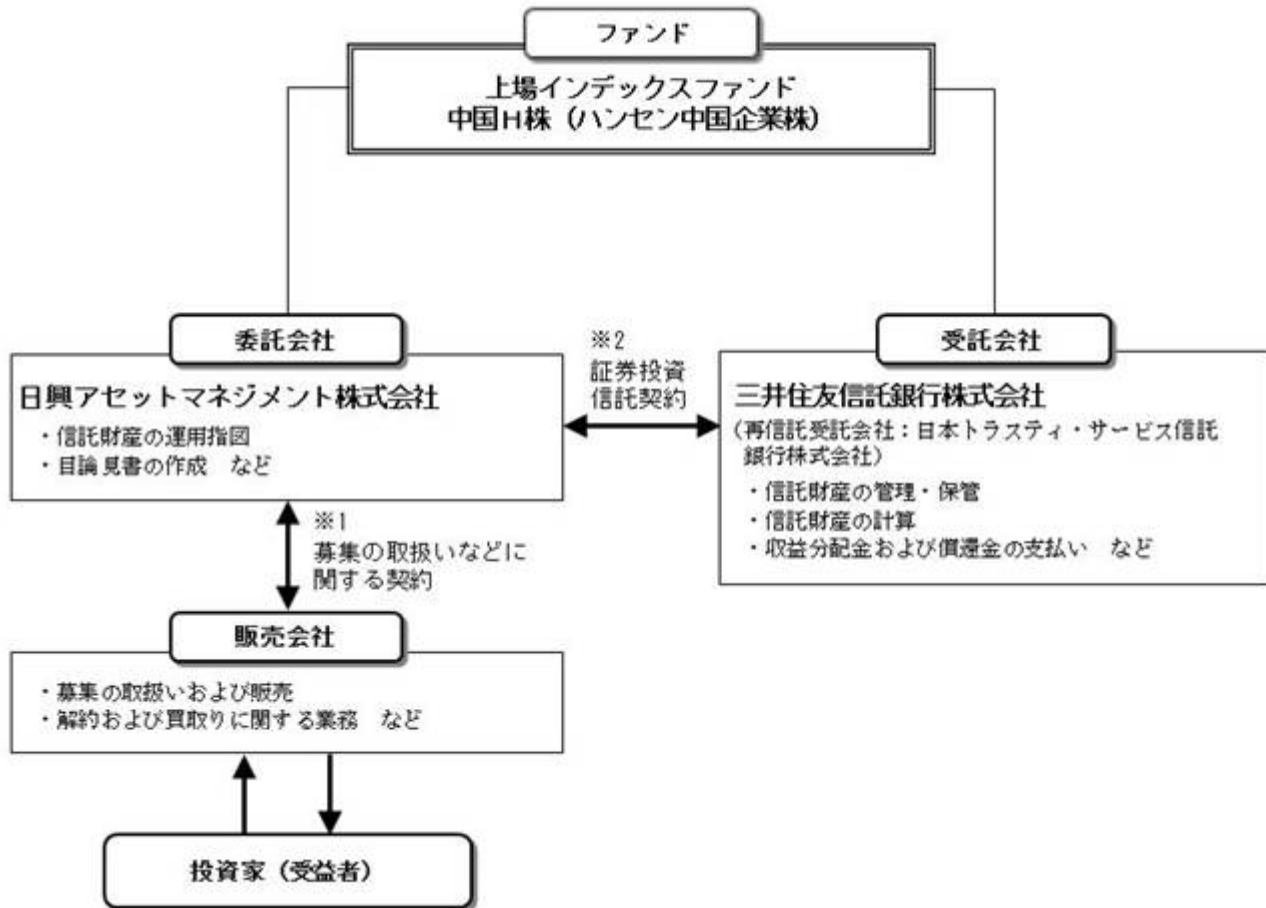 ファンド
上場インデックスファンド
中国H株（ハンセン中国企業株）
委託会社
日興アセットマネジメント株式会社
・信託財産の運用指図
・目論見書の作成　など
※2
証券投資
信託契約
受託会社
三井住友信託銀行株式会社
（再信託受託会社：日本トラスティ・サービス信託
銀行株式会社）
・信託財産の管理・保管
・信託財産の計算
・収益分配金および償還金の支払い　など
※1
募集の取扱いなどに
関する契約
販売会社
・募集の取扱いおよび販売
・解約および買取りに関する業務　など
投資家（受益者）